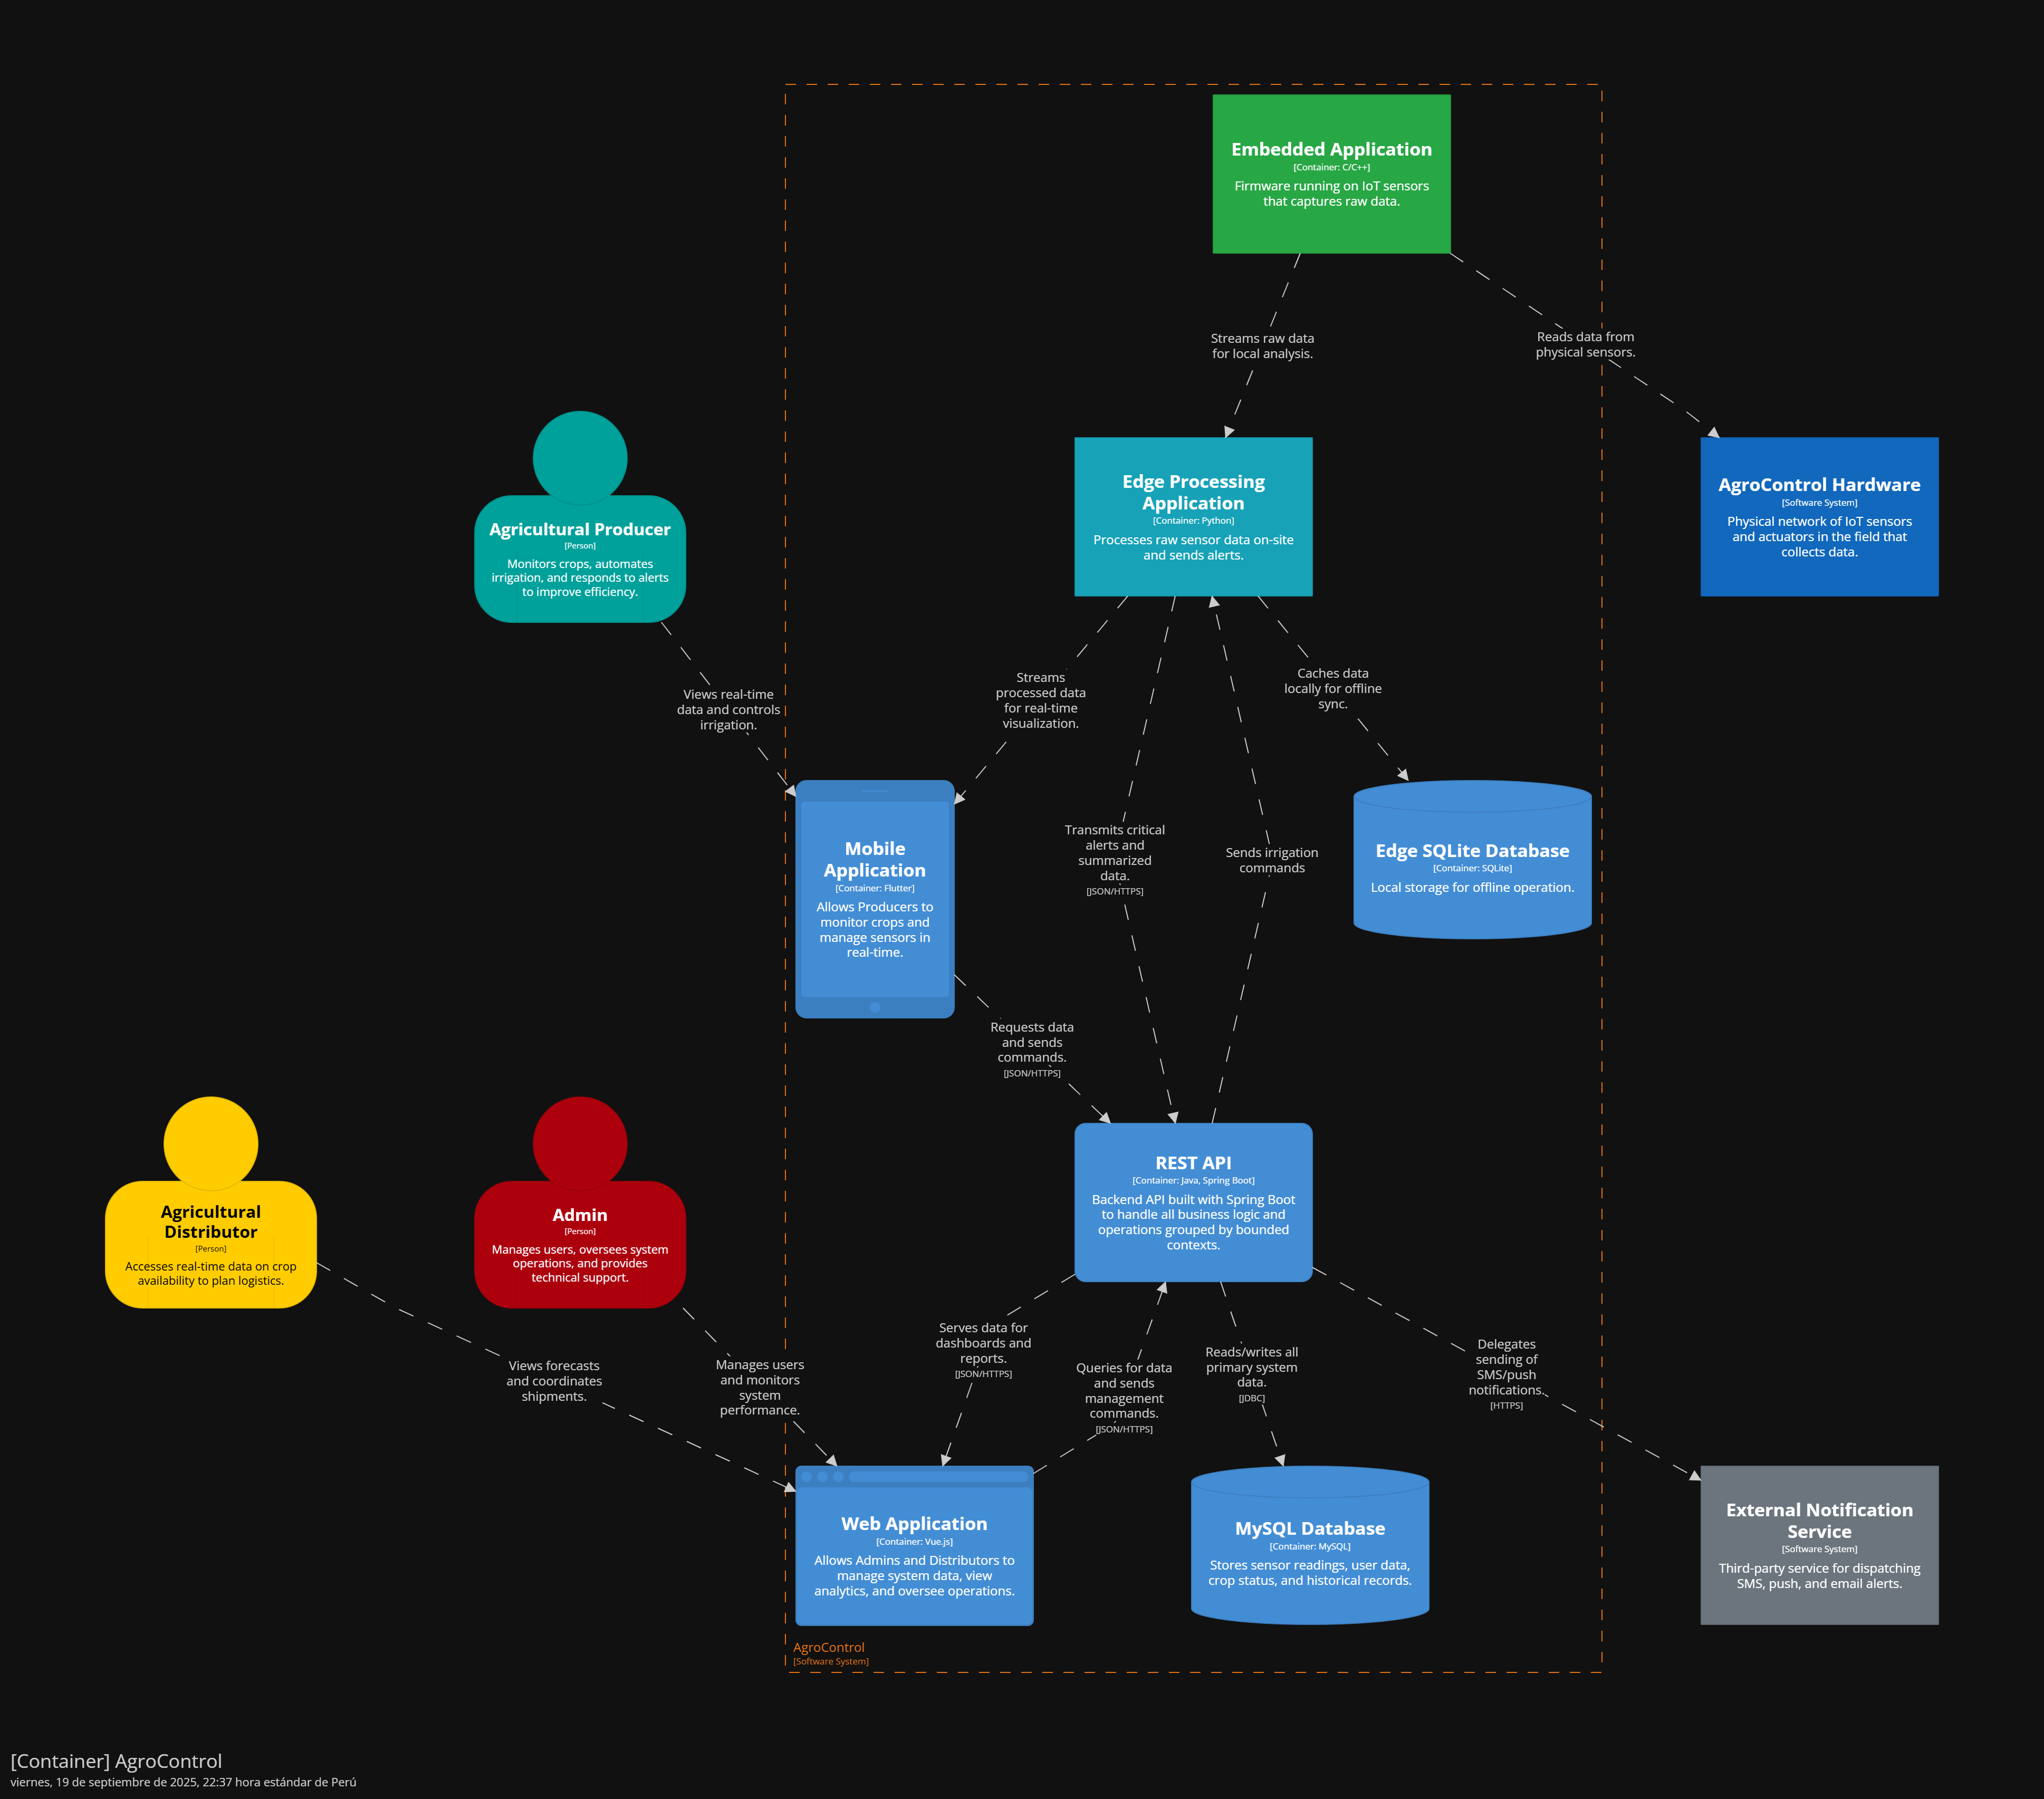 Embedded Application
[Container: C/C++]
Firmware running on IoT sensors
that captures raw data.
Streams raw data
for local analysis.
Reads data from
physical sensors.
Agricultural Producer
[Person]
Monitors crops, automates
irrigation, and responds to alerts
to improve efficiency.
Edge Processing
Application
[Container: Python]
Processes raw sensor data on-site
and sends alerts.
AgroControl Hardware
[Software System]
Physical network of IoT sensors
and actuators in the field that
collects data.
Views real-time
data and controls
irrigation.
Streams
processed data
for real-time
visualization.
Caches data
locally for offline
sync.
Mobile
Application
[Container: Flutter]
Allows Producers to
monitor crops and
manage sensors in
real-time.
Transmits critical
alerts and
summarized
data.
[JSON/HTTPS]
Sends irrigation
commands
Edge SQLite Database
[Container: SQLite]
Local storage for offline operation.
Requests data
and sends
commands.
[JSON/HTTPS]
Agricultural
Distributor
[Person]
Accesses real-time data on crop
availability to plan logistics.
Admin
[Person]
Manages users, oversees system
operations, and provides
technical support.
REST API
[Container: Java, Spring Boot]
Backend API built with Spring Boot
to handle all business logic and
operations grouped by bounded
contexts.
Views forecasts
and coordinates
shipments.
Manages users
and monitors
system
performance.
Serves data for
dashboards and
reports.
[JSON/HTTPS]
Queries for data
and sends
management
commands.
[JSON/HTTPS]
Reads/writes all
primary system
data.
[JDBC]
Delegates
sending of
SMS/push
notifications.
[HTTPS]
Web Application
[Container: Vue.js]
Allows Admins and Distributors to
manage system data, view
analytics, and oversee operations.
MySQL Database
[Container: MySQL]
Stores sensor readings, user data,
crop status, and historical records.
External Notification
Service
[Software System]
Third-party service for dispatching
SMS, push, and email alerts.
AgroControl
[Software System]
[Container] AgroControl
viernes, 19 de septiembre de 2025, 22:37 hora estándar de Perú